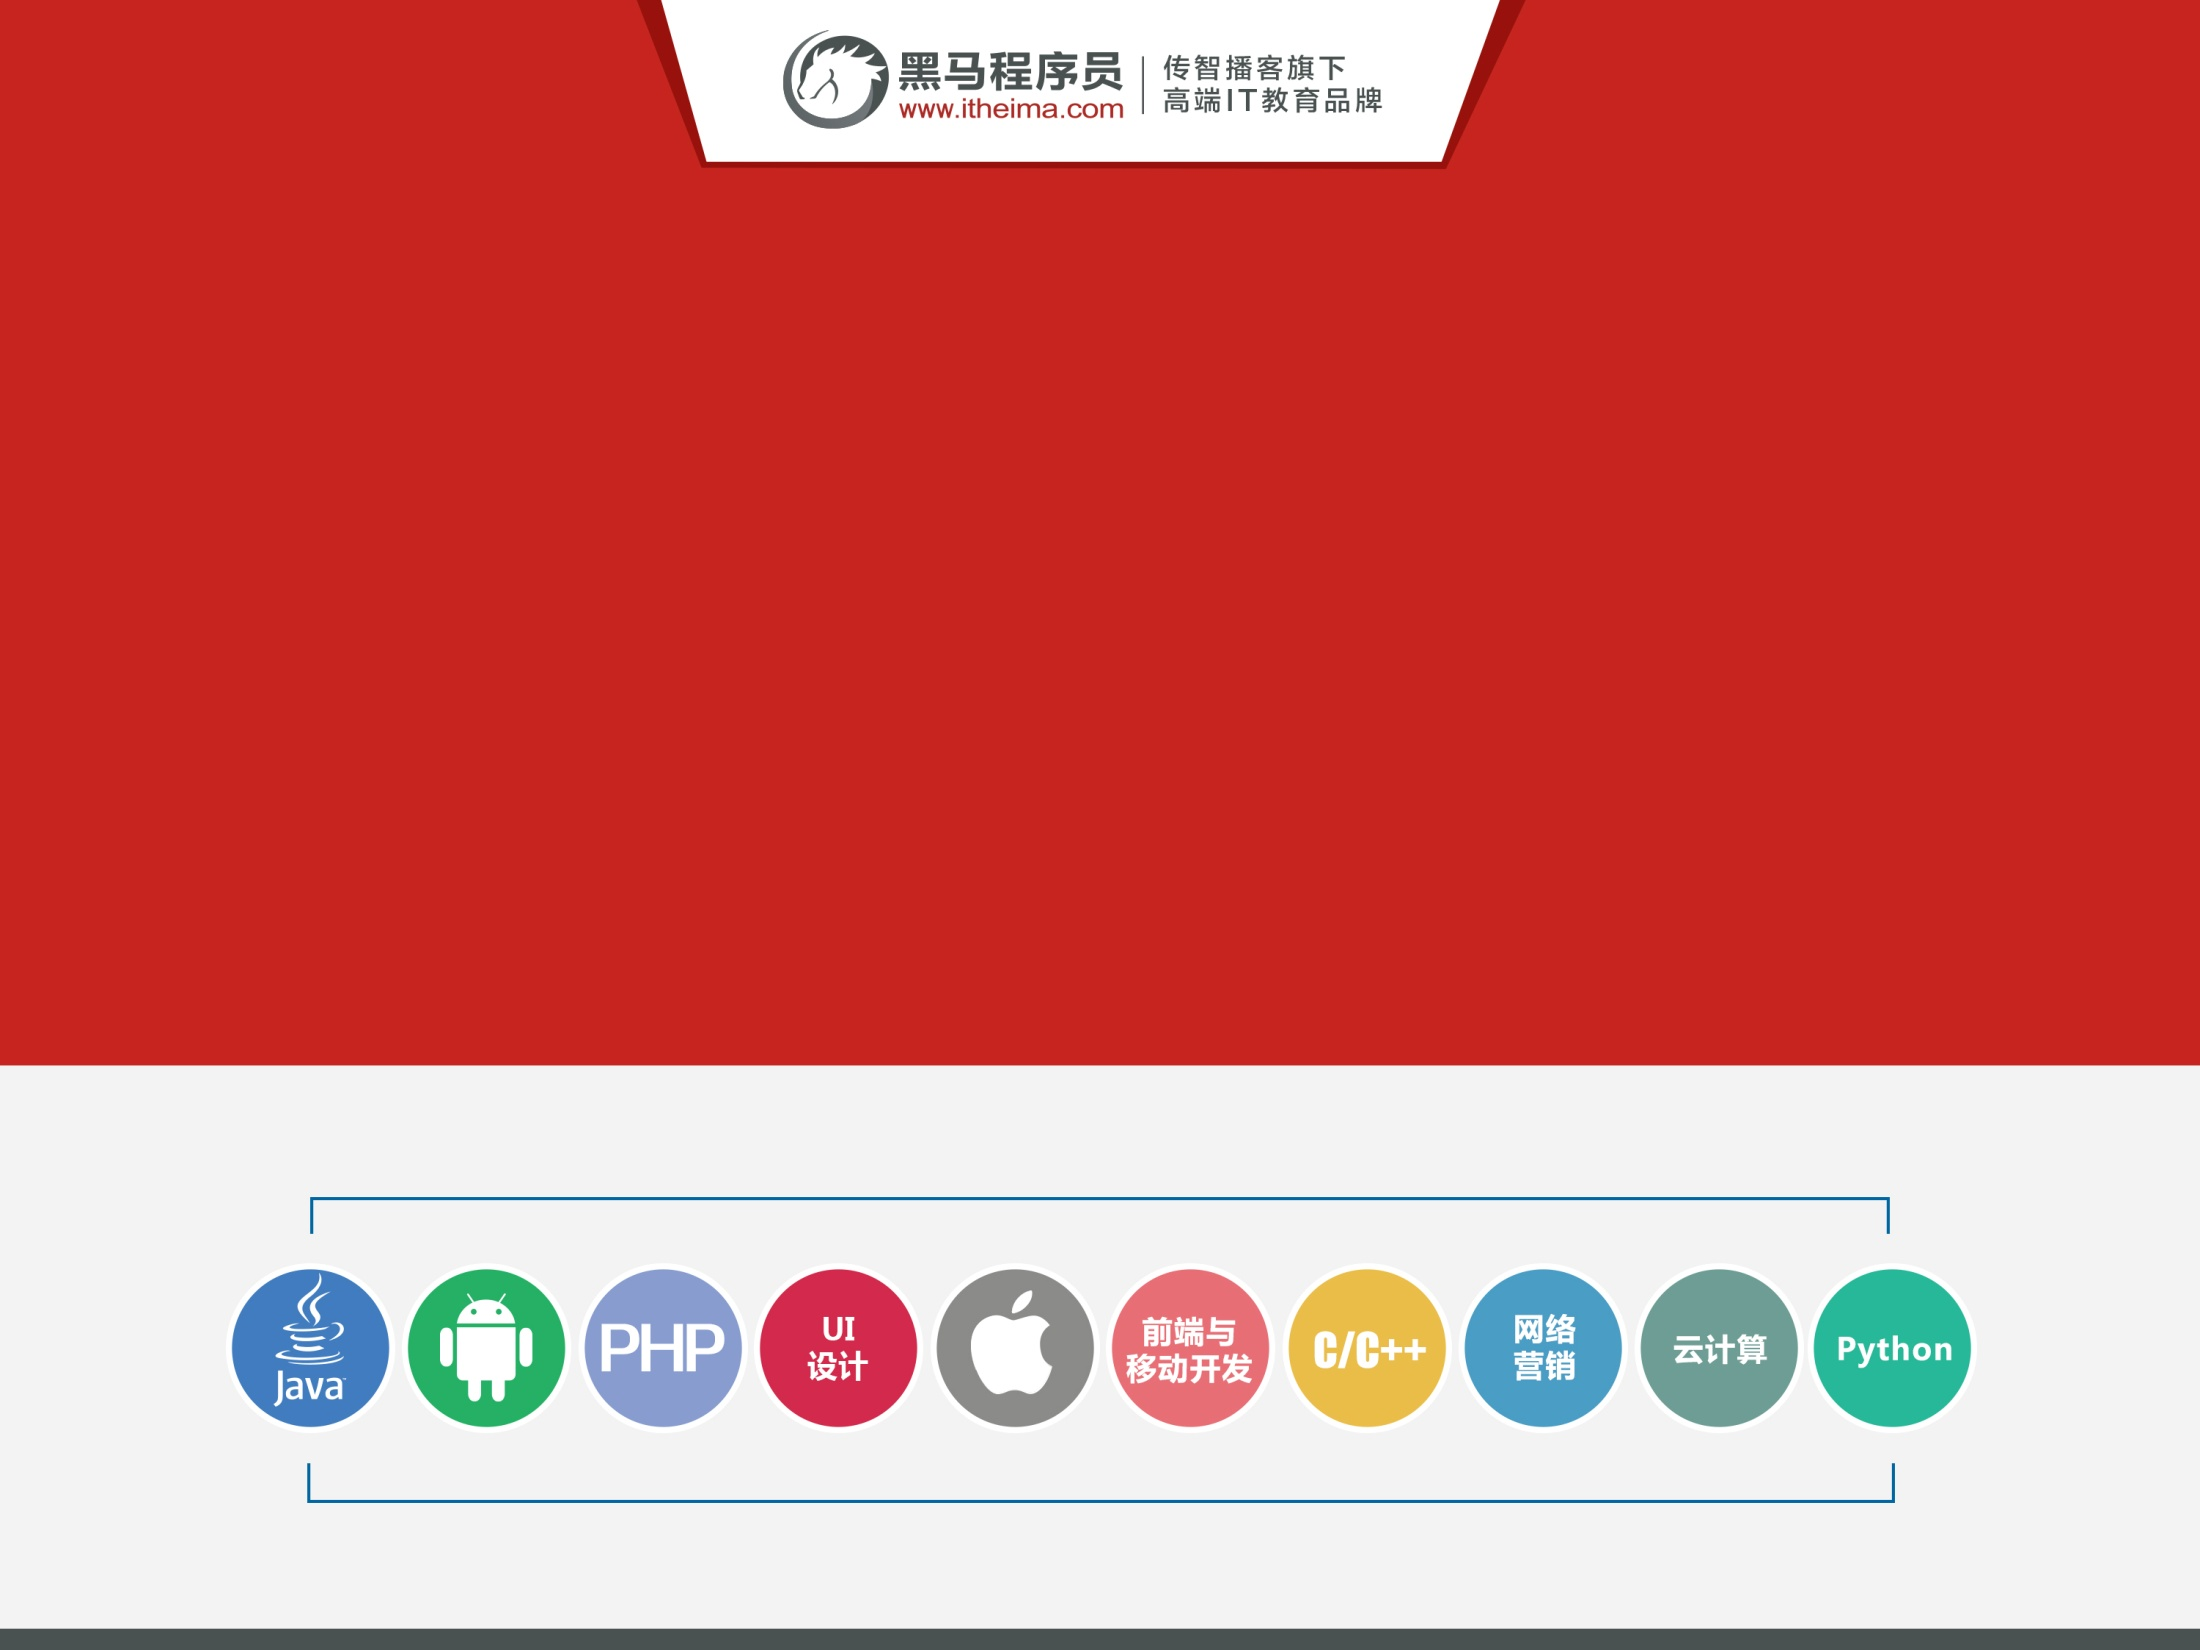 黑马程序员
www.itheima.com
传智播客旗下
高端IT教育品牌
Java
PHP
UI
设计
前端与
移动开发
C/C++
网络
营销
云计算
Python